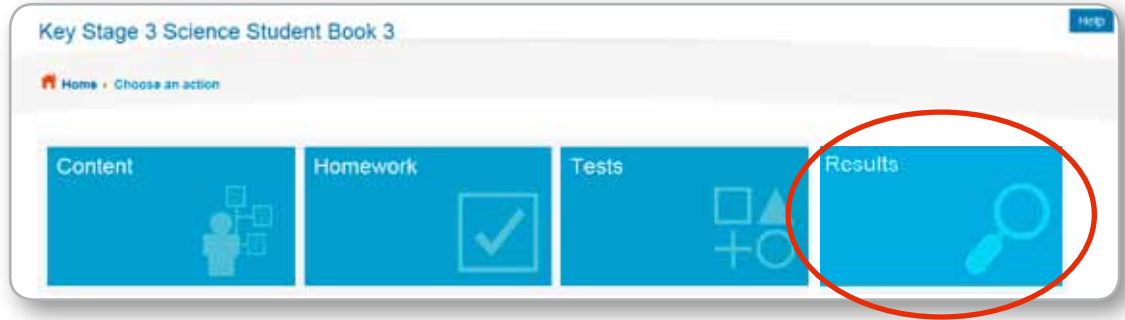 Key Stage 3 Science Student Book 3
Help
Home › Choose an action
Content
Homework
Tests
Results